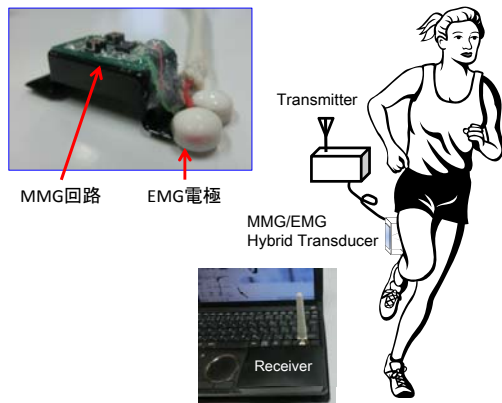 MMG回路
EMG電極
Transmitter
MMG/EMG
Hybrid Transducer
Receiver